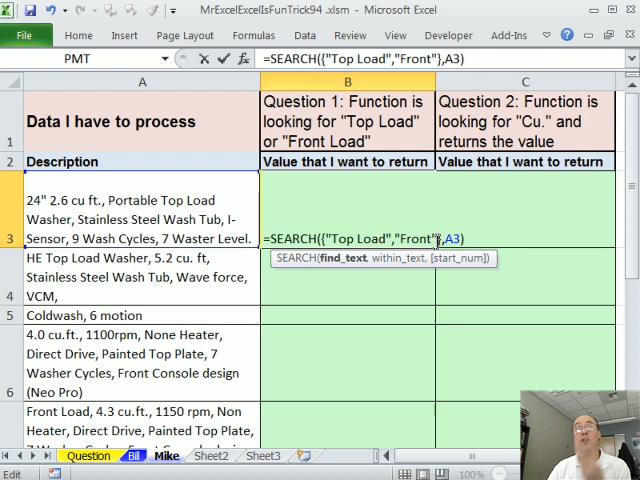 MrExcelExcelIsFunTrick94 .xlsm - Microsoft Excel
File Home Insert Page Layout Formulas Data Review View Developer Add-Ins
PMT fx =SEARCH({"Top Load","Front"},A3)
A B C
1 Data I have to process
Question 1: Function is
looking for "Top Load"
or "Front Load"
Question 2: Function is
looking for "Cu." and
returns the value
2 Description Value that I want to return Value that I want to return
3
24" 2.6 cu ft., Portable Top Load
Washer, Stainless Steel Wash Tub, I-
Sensor, 9 Wash Cycles, 7 Waster Level.
=SEARCH({"Top Load","Front"},A3)
SEARCH(find_text, within_text, [start_num])
4
HE Top Load Washer, 5.2 cu. ft,
Stainless Steel Wash Tub, Wave force,
VCM,
5 Coldwash, 6 motion
6
4.0 cu.ft., 1100rpm, None Heater,
Direct Drive, Painted Top Plate, 7
Washer Cycles, Front Console design
(Neo Pro)
Front Load, 4.3 cu.ft., 1150 rpm, Non
Heater, Direct Drive, Painted Top Plate,
Question Bill Mike Sheet2 Sheet3
Edit 100%